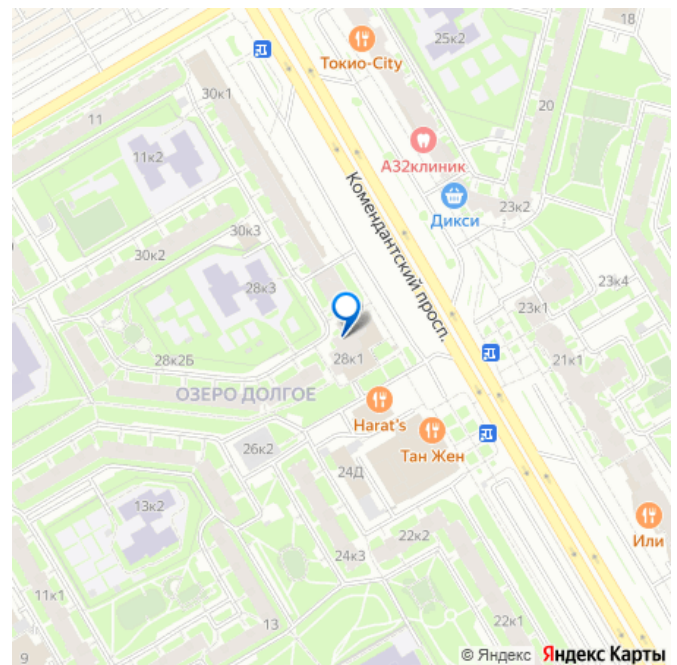 18
25к2
Токио-City
30к1
20
11
11к2
А32клиник
Дикси
23к2
Комендантский просп.
30к3
30к2
28к3
23к4
23к1
28к2Б
28к1
21к1
ОЗЕРО ДОЛГОЕ
Harat's
Тан Жен
26к2
24Д
13к2
22к2
Или
24к3
11к1
13
22к1
9
© Яндекс Яндекс Карты